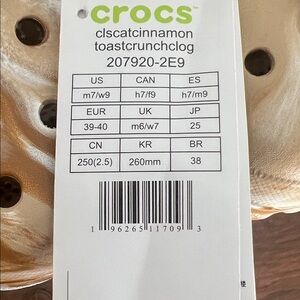 crocs™
clscatcinnamon
toastcrunchclog
207920-2E9
US CAN ES
m7/w9 h7/f9 h7/m9
EUR UK JP
39-40 m6/w7 25
CN KR BR
250(2.5) 260mm 38
1 96265 11709 3